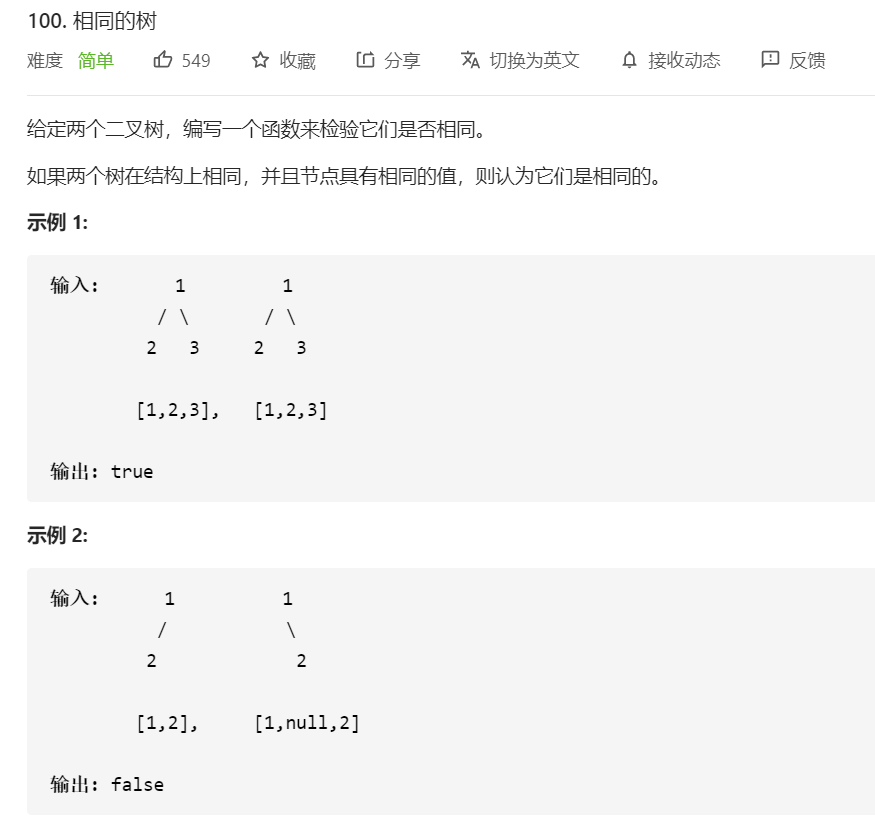 100. 相同的树
难度 简单 549 收藏 分享 切换为英文 接收动态 反馈
给定两个二叉树，编写一个函数来检验它们是否相同。
如果两个树在结构上相同，并且节点具有相同的值，则认为它们是相同的。
示例 1:
输入: 1 1
/ \ / \
2 3 2 3
[1,2,3], [1,2,3]
输出: true
示例 2:
输入: 1 1
/ \
2 2
[1,2], [1,null,2]
输出: false